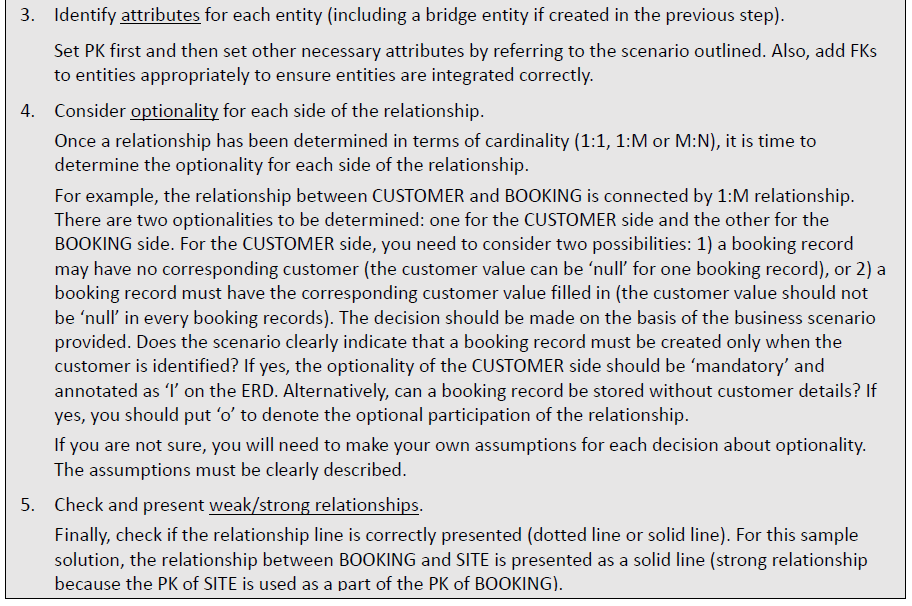 3. Identify attributes for each entity (including a bridge entity if created in the previous step).
Set PK first and then set other necessary attributes by referring to the scenario outlined. Also, add FKs
to entities appropriately to ensure entities are integrated correctly.
4. Consider optionality for each side of the relationship.
Once a relationship has been determined in terms of cardinality (1:1, 1:M or M:N), it is time to
determine the optionality for each side of the relationship.
For example, the relationship between CUSTOMER and BOOKING is connected by 1:M relationship.
There are two optionalities to be determined: one for the CUSTOMER side and the other for the
BOOKING side. For the CUSTOMER side, you need to consider two possibilities: 1) a booking record
may have no corresponding customer (the customer value can be ‘null’ for one booking record), or 2) a
booking record must have the corresponding customer value filled in (the customer value should not
be ‘null’ in every booking records). The decision should be made on the basis of the business scenario
provided. Does the scenario clearly indicate that a booking record must be created only when the
customer is identified? If yes, the optionality of the CUSTOMER side should be ‘mandatory’ and
annotated as ‘l’ on the ERD. Alternatively, can a booking record be stored without customer details? If
yes, you should put ‘o’ to denote the optional participation of the relationship.
If you are not sure, you will need to make your own assumptions for each decision about optionality.
The assumptions must be clearly described.
5. Check and present weak/strong relationships.
Finally, check if the relationship line is correctly presented (dotted line or solid line). For this sample
solution, the relationship between BOOKING and SITE is presented as a solid line (strong relationship
because the PK of SITE is used as a part of the PK of BOOKING).